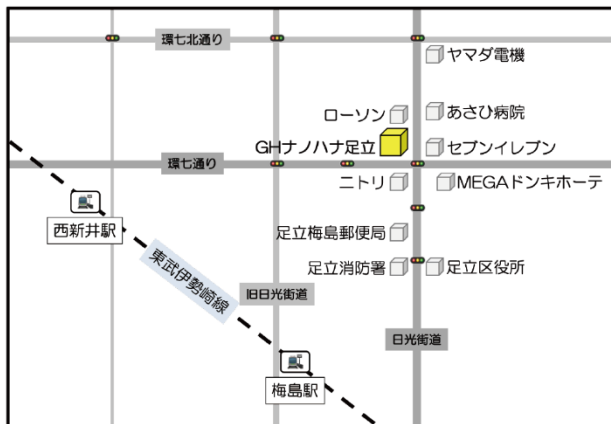 環七北通り
ヤマダ電機
ローソン
あさひ病院
GHナノハナ足立
セブンイレブン
環七通り
ニトリ
MEGAドンキホーテ
西新井駅
足立梅島郵便局
東武伊勢崎線
足立消防署
足立区役所
旧日光街道
日光街道
梅島駅